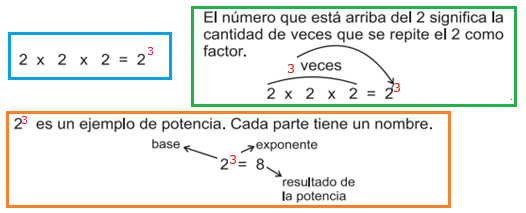 2 x 2 x 2 = 2³
El número que está arriba del 2 significa la
cantidad de veces que se repite el 2 como
factor.
3 veces
2 x 2 x 2 = 2³
2³ es un ejemplo de potencia. Cada parte tiene un nombre.
base exponente
2³ = 8
resultado de
la potencia